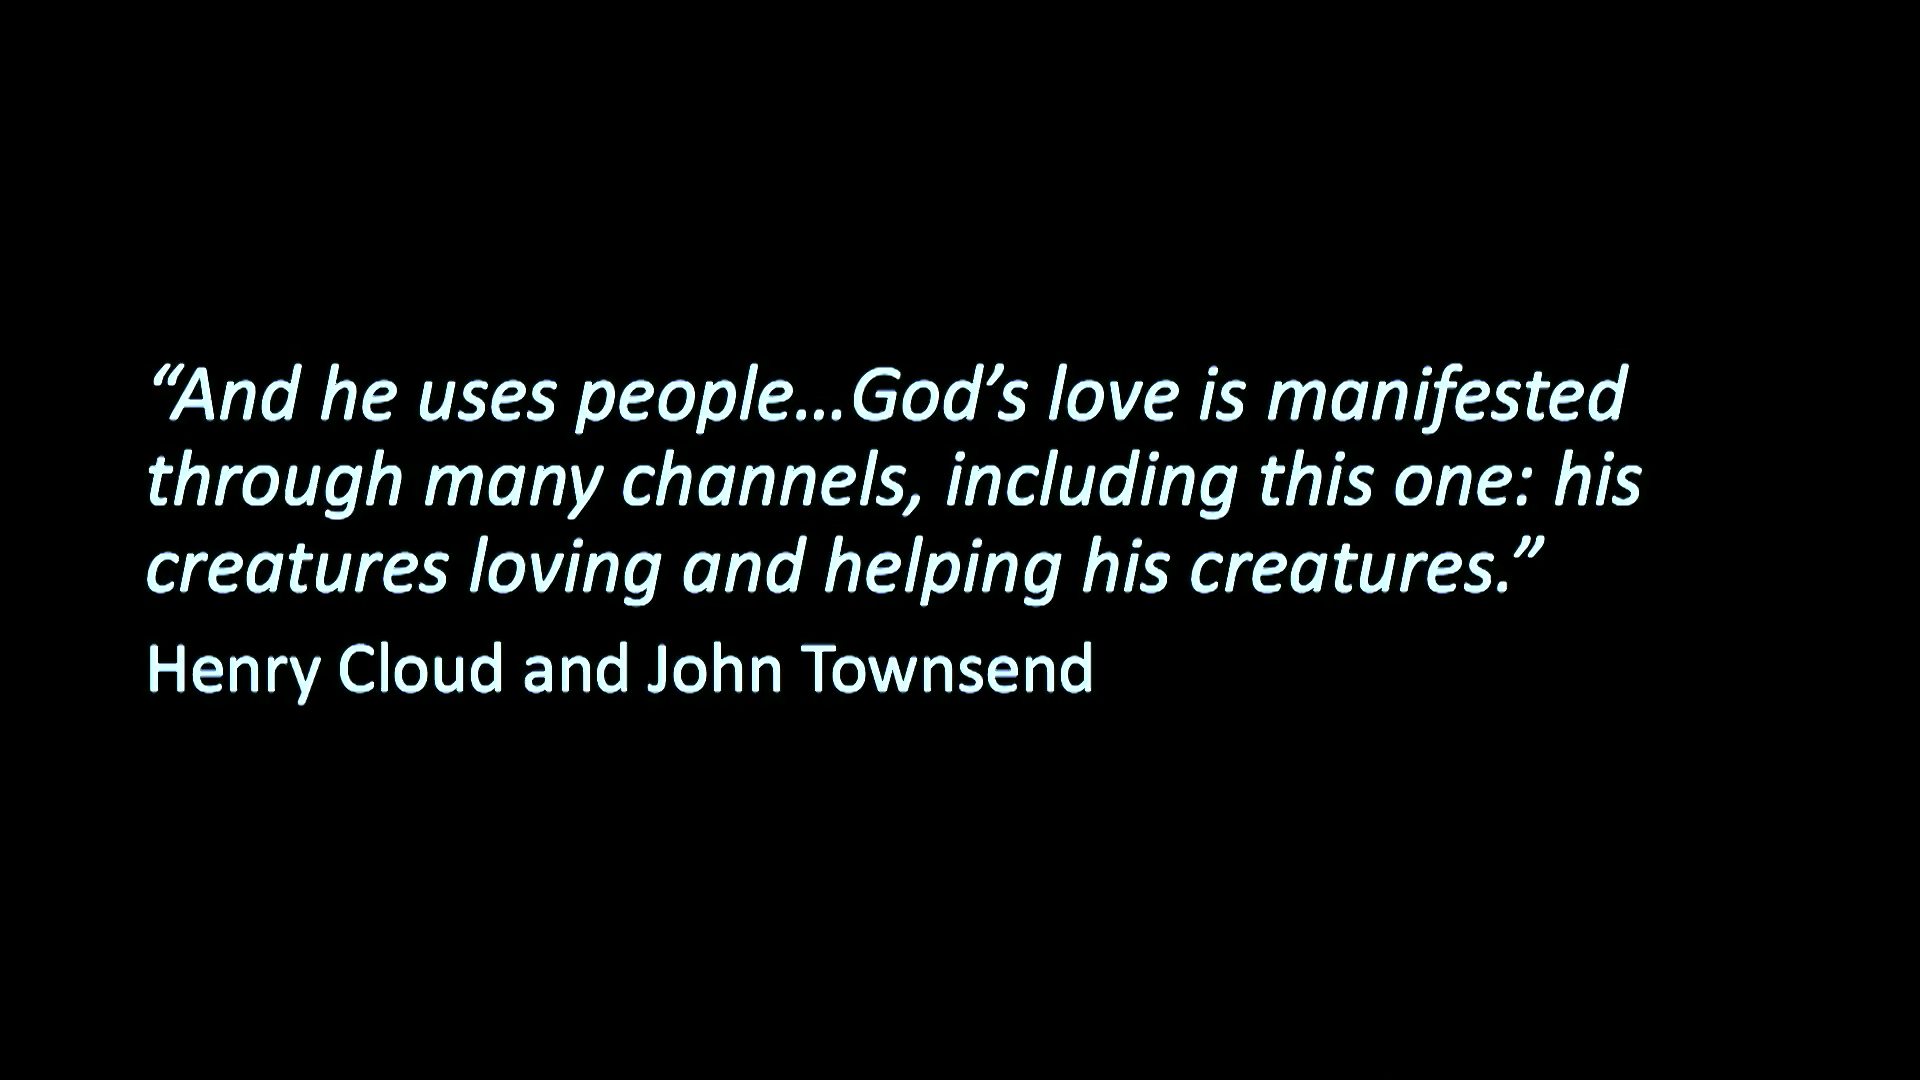 “And he uses people…God’s love is manifested
through many channels, including this one: his
creatures loving and helping his creatures.”
Henry Cloud and John Townsend